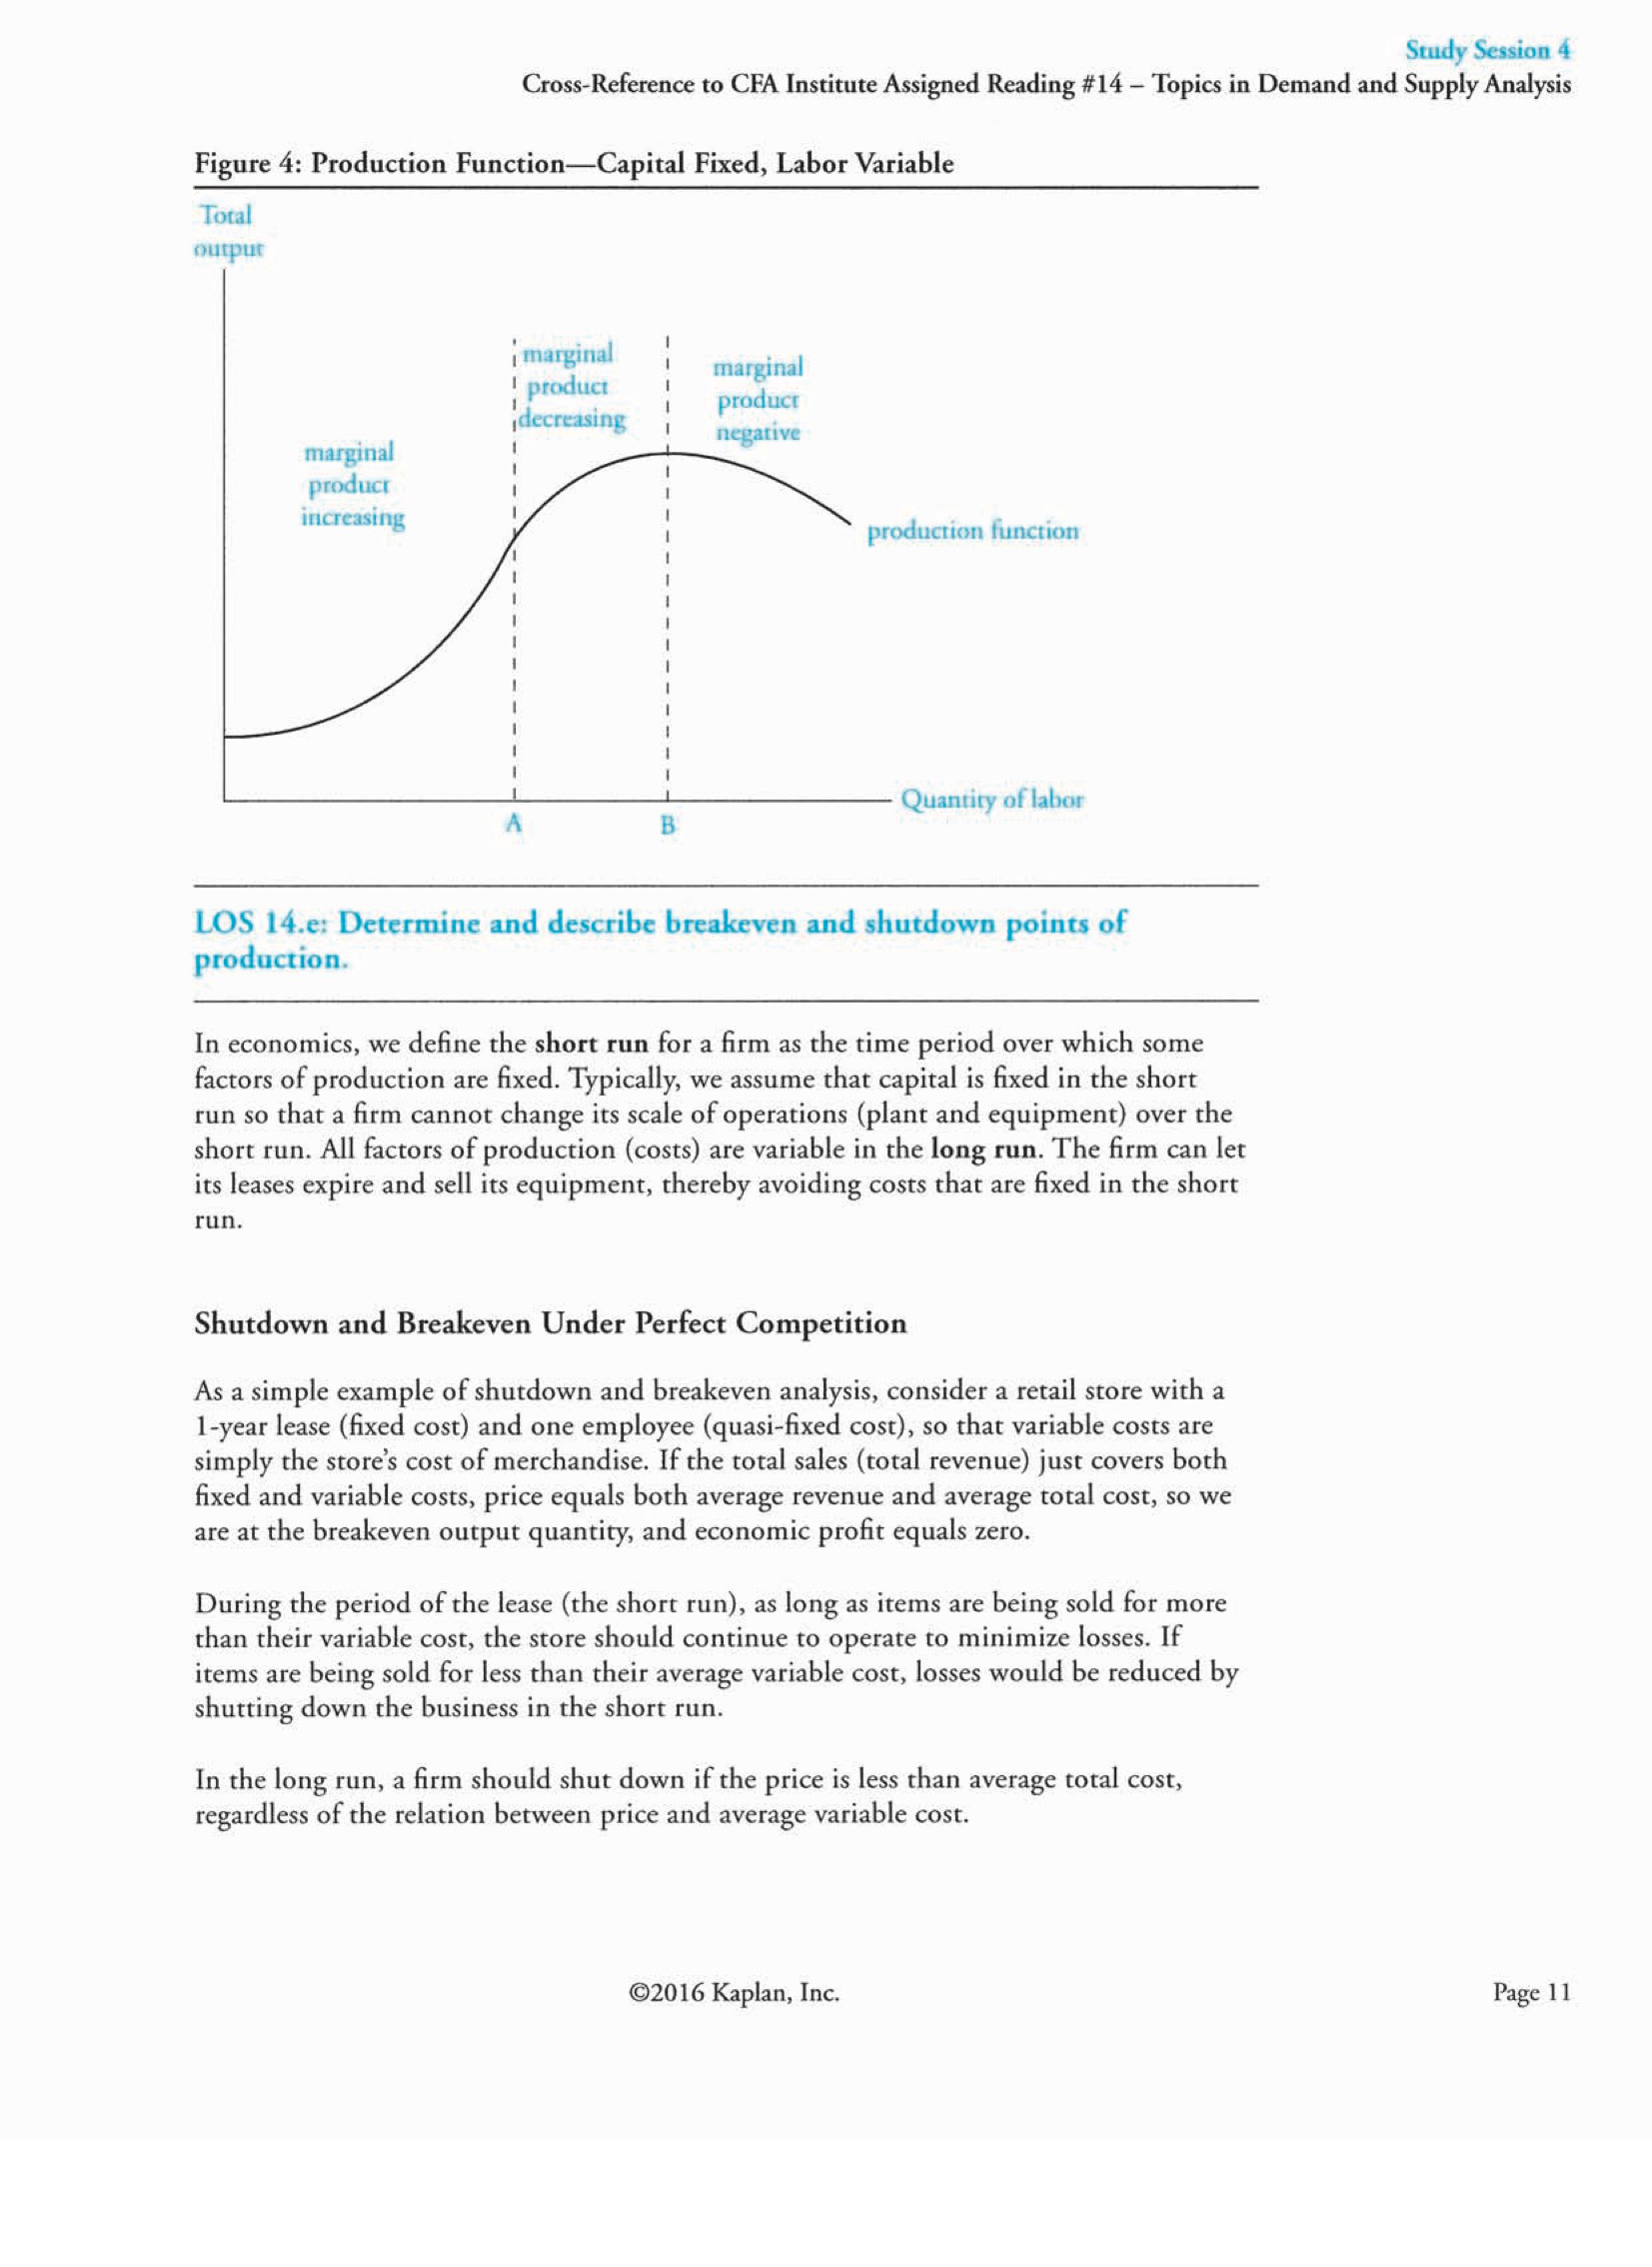 Study Session 4
Cross-Reference to CFA Institute Assigned Reading #14 – Topics in Demand and Supply Analysis
Figure 4: Production Function—Capital Fixed, Labor Variable
Total
output
marginal
product
decreasing
marginal
product
negative
marginal
product
increasing
production function
Quantity of labor
A
B
LOS 14.e: Determine and describe breakeven and shutdown points of
production.
In economics, we define the short run for a firm as the time period over which some
factors of production are fixed. Typically, we assume that capital is fixed in the short
run so that a firm cannot change its scale of operations (plant and equipment) over the
short run. All factors of production (costs) are variable in the long run. The firm can let
its leases expire and sell its equipment, thereby avoiding costs that are fixed in the short
run.
Shutdown and Breakeven Under Perfect Competition
As a simple example of shutdown and breakeven analysis, consider a retail store with a
1-year lease (fixed cost) and one employee (quasi-fixed cost), so that variable costs are
simply the store's cost of merchandise. If the total sales (total revenue) just covers both
fixed and variable costs, price equals both average revenue and average total cost, so we
are at the breakeven output quantity, and economic profit equals zero.
During the period of the lease (the short run), as long as items are being sold for more
than their variable cost, the store should continue to operate to minimize losses. If
items are being sold for less than their average variable cost, losses would be reduced by
shutting down the business in the short run.
In the long run, a firm should shut down if the price is less than average total cost,
regardless of the relation between price and average variable cost.
©2016 Kaplan, Inc.
Page 11